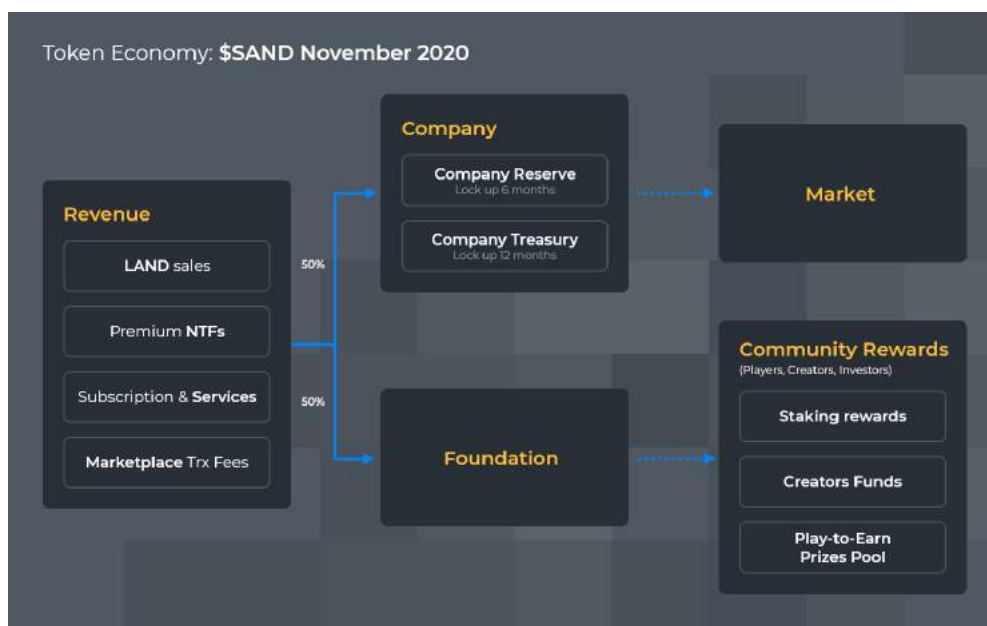 Token Economy: $SAND November 2020
Revenue
LAND sales
Premium NTFs
Subscription & Services
Marketplace Trx Fees
50%
50%
Company
Company Reserve
Lock up 6 months
Company Treasury
Lock up 12 months
Foundation
Market
Community Rewards
(Players, Creators, Investors)
Staking rewards
Creators Funds
Play-to-Earn
Prizes Pool